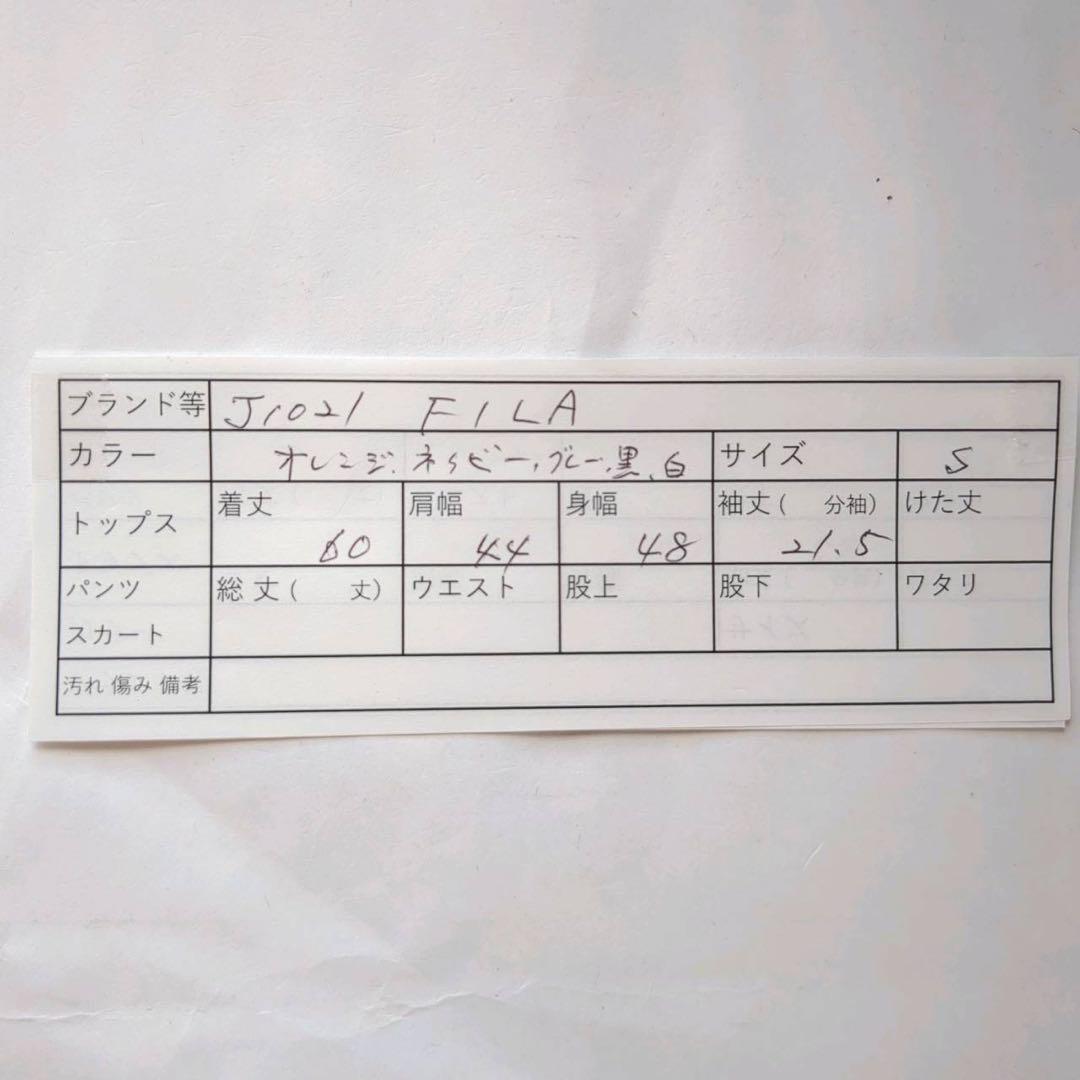 ブランド等 J1021 FILA
カラー オレンジ、ネイビー、グレー、黒、白 サイズ S
トップス 着丈 60 肩幅 44 身幅 48 袖丈( 分袖) 21.5 けた丈
パンツ スカート 総丈( 丈) ウエスト 股上 股下 ワタリ
汚れ 傷み 備考